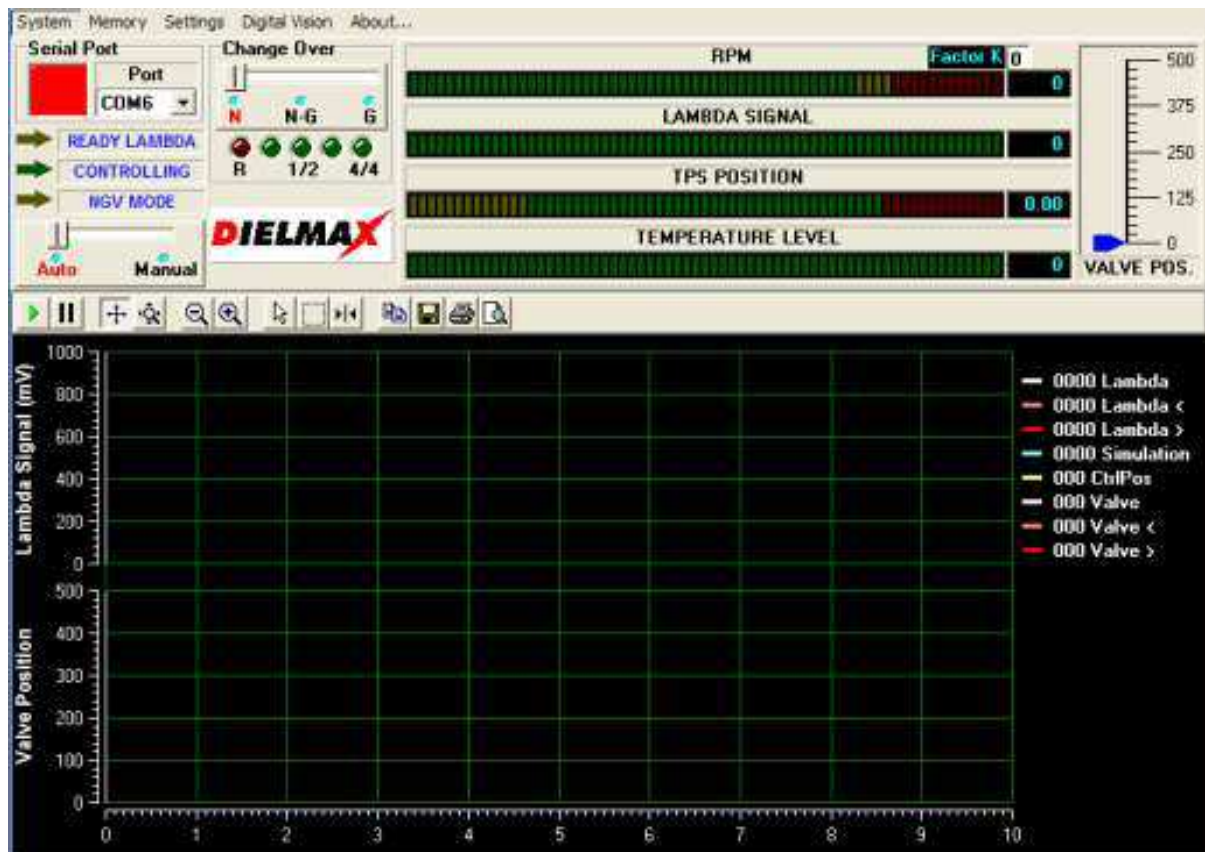 System Memory Settings Digital Vision About...
Serial Port
Port
COM6
READY LAMBDA
CONTROLLING
NGV MODE
Auto Manual
Change Over
N N-G G
R 1/2 4/4
DIELMAX
RPM Factor K 0
0
LAMBDA SIGNAL
0
TPS POSITION
0.00
TEMPERATURE LEVEL
0
500
375
250
125
0
VALVE POS.
Lambda Signal (mV)
1000
800
600
400
200
0
Valve Position
500
400
300
200
100
0
0 1 2 3 4 5 6 7 8 9 10
0000 Lambda
0000 Lambda <
0000 Lambda >
0000 Simulation
000 CtrlPos
000 Valve
000 Valve <
000 Valve >